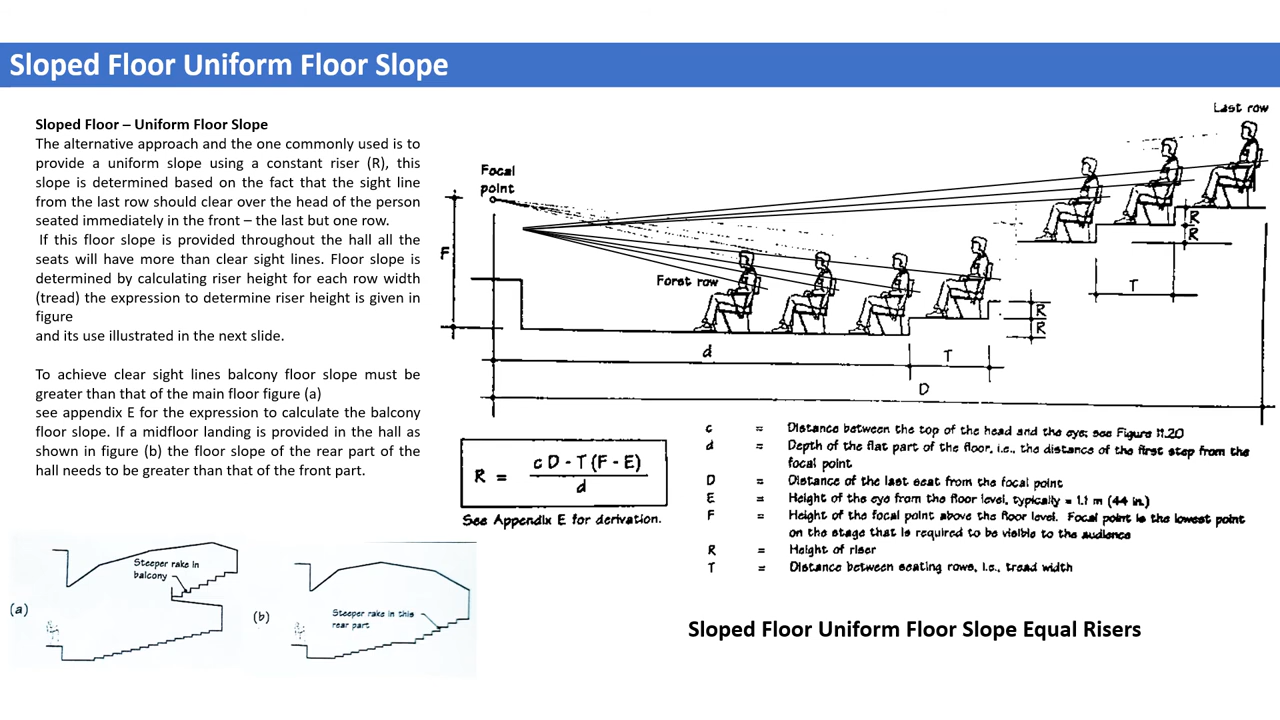 Sloped Floor Uniform Floor Slope
Sloped Floor – Uniform Floor Slope
The alternative approach and the one commonly used is to
provide a uniform slope using a constant riser (R), this
slope is determined based on the fact that the sight line
from the last row should clear over the head of the person
seated immediately in the front – the last but one row.
If this floor slope is provided throughout the hall all the
seats will have more than clear sight lines. Floor slope is
determined by calculating riser height for each row width
(tread) the expression to determine riser height is given in
figure
and its use illustrated in the next slide.
To achieve clear sight lines balcony floor slope must be
greater than that of the main floor figure (a)
see appendix E for the expression to calculate the balcony
floor slope. If a midfloor landing is provided in the hall as
shown in figure (b) the floor slope of the rear part of the
hall needs to be greater than that of the front part.
Last row
Focal
point
F
Forst row
R
R
T
R
R
d
T
D
R = cD - T (F - E) / d
See Appendix E for derivation.
c = Distance between the top of the head and the eye; see Figure 11.20
d = Depth of the flat part of the floor, i.e., the distance of the first step from the
focal point
D = Distance of the last seat from the focal point
E = Height of the eye from the floor level, typically = 1.1 m (44 in.)
F = Height of the focal point above the floor level. Focal point is the lowest point
on the stage that is required to be visible to the audience
R = Height of riser
T = Distance between seating rows, i.e., tread width
(a)
Steeper rake in
balcony
(b)
Steeper rake in this
rear part
Sloped Floor Uniform Floor Slope Equal Risers